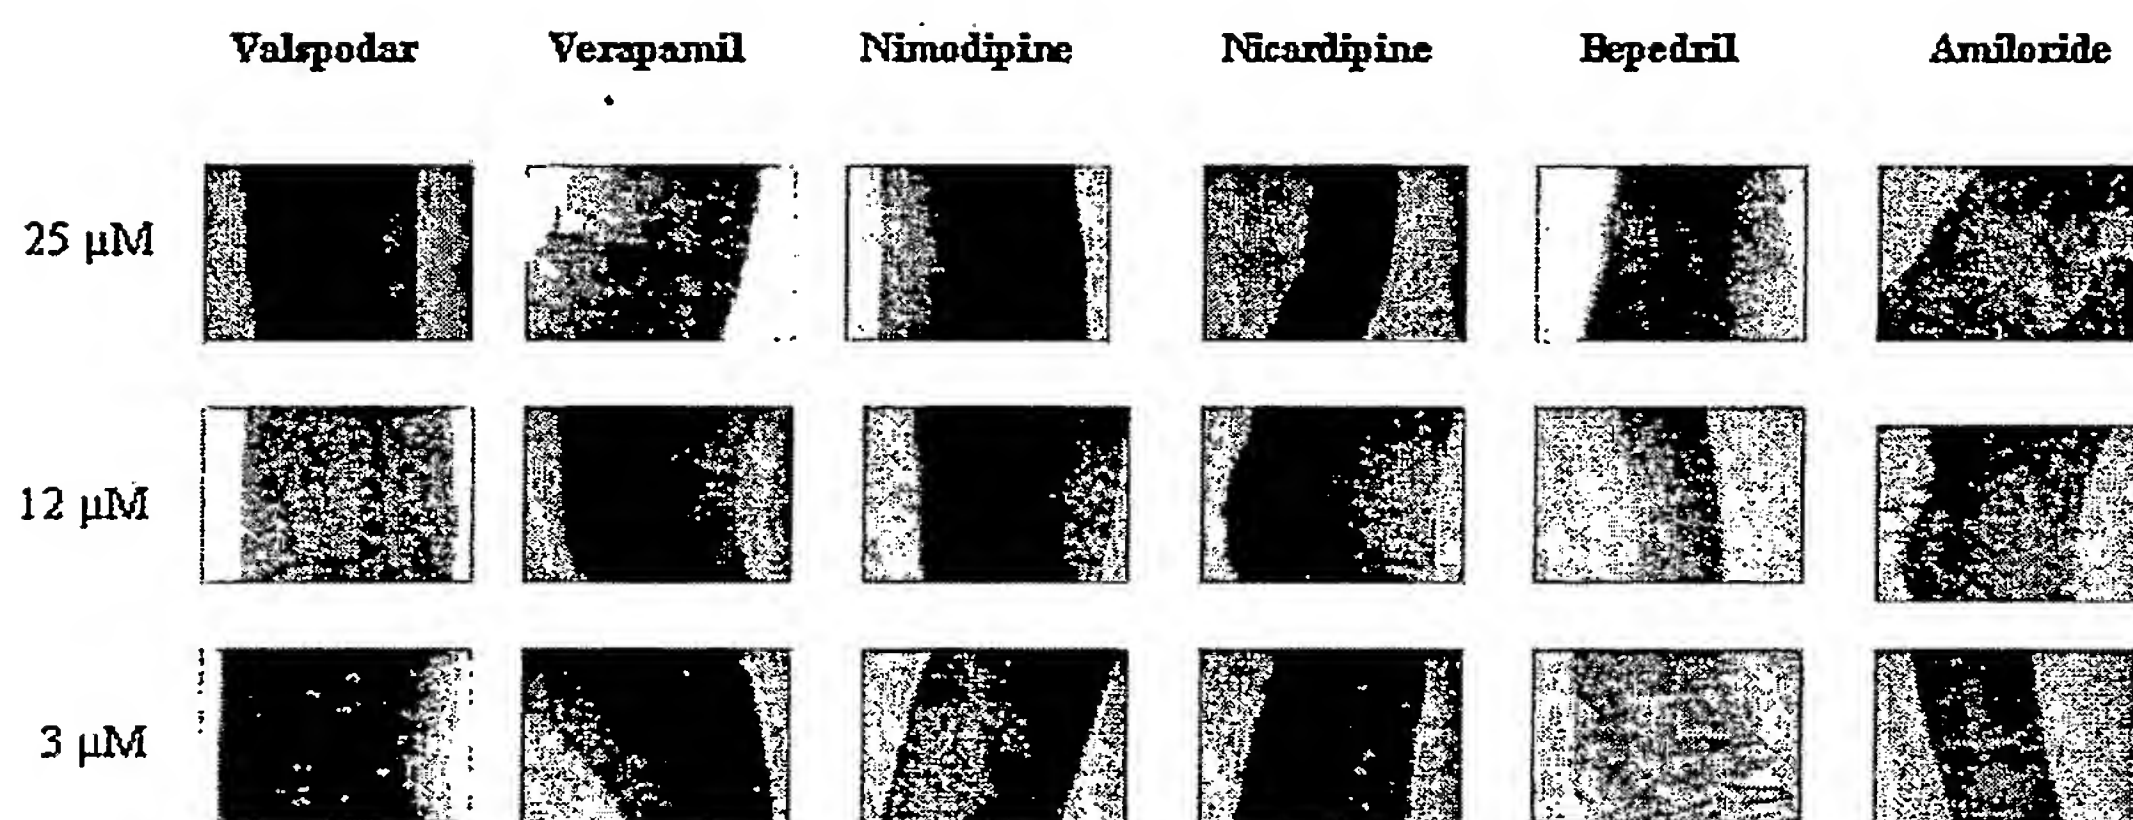 Valspodar Verapamil Nimodipine Nicardipine Bepedril Amiloride
25 µM
12 µM
3 µM